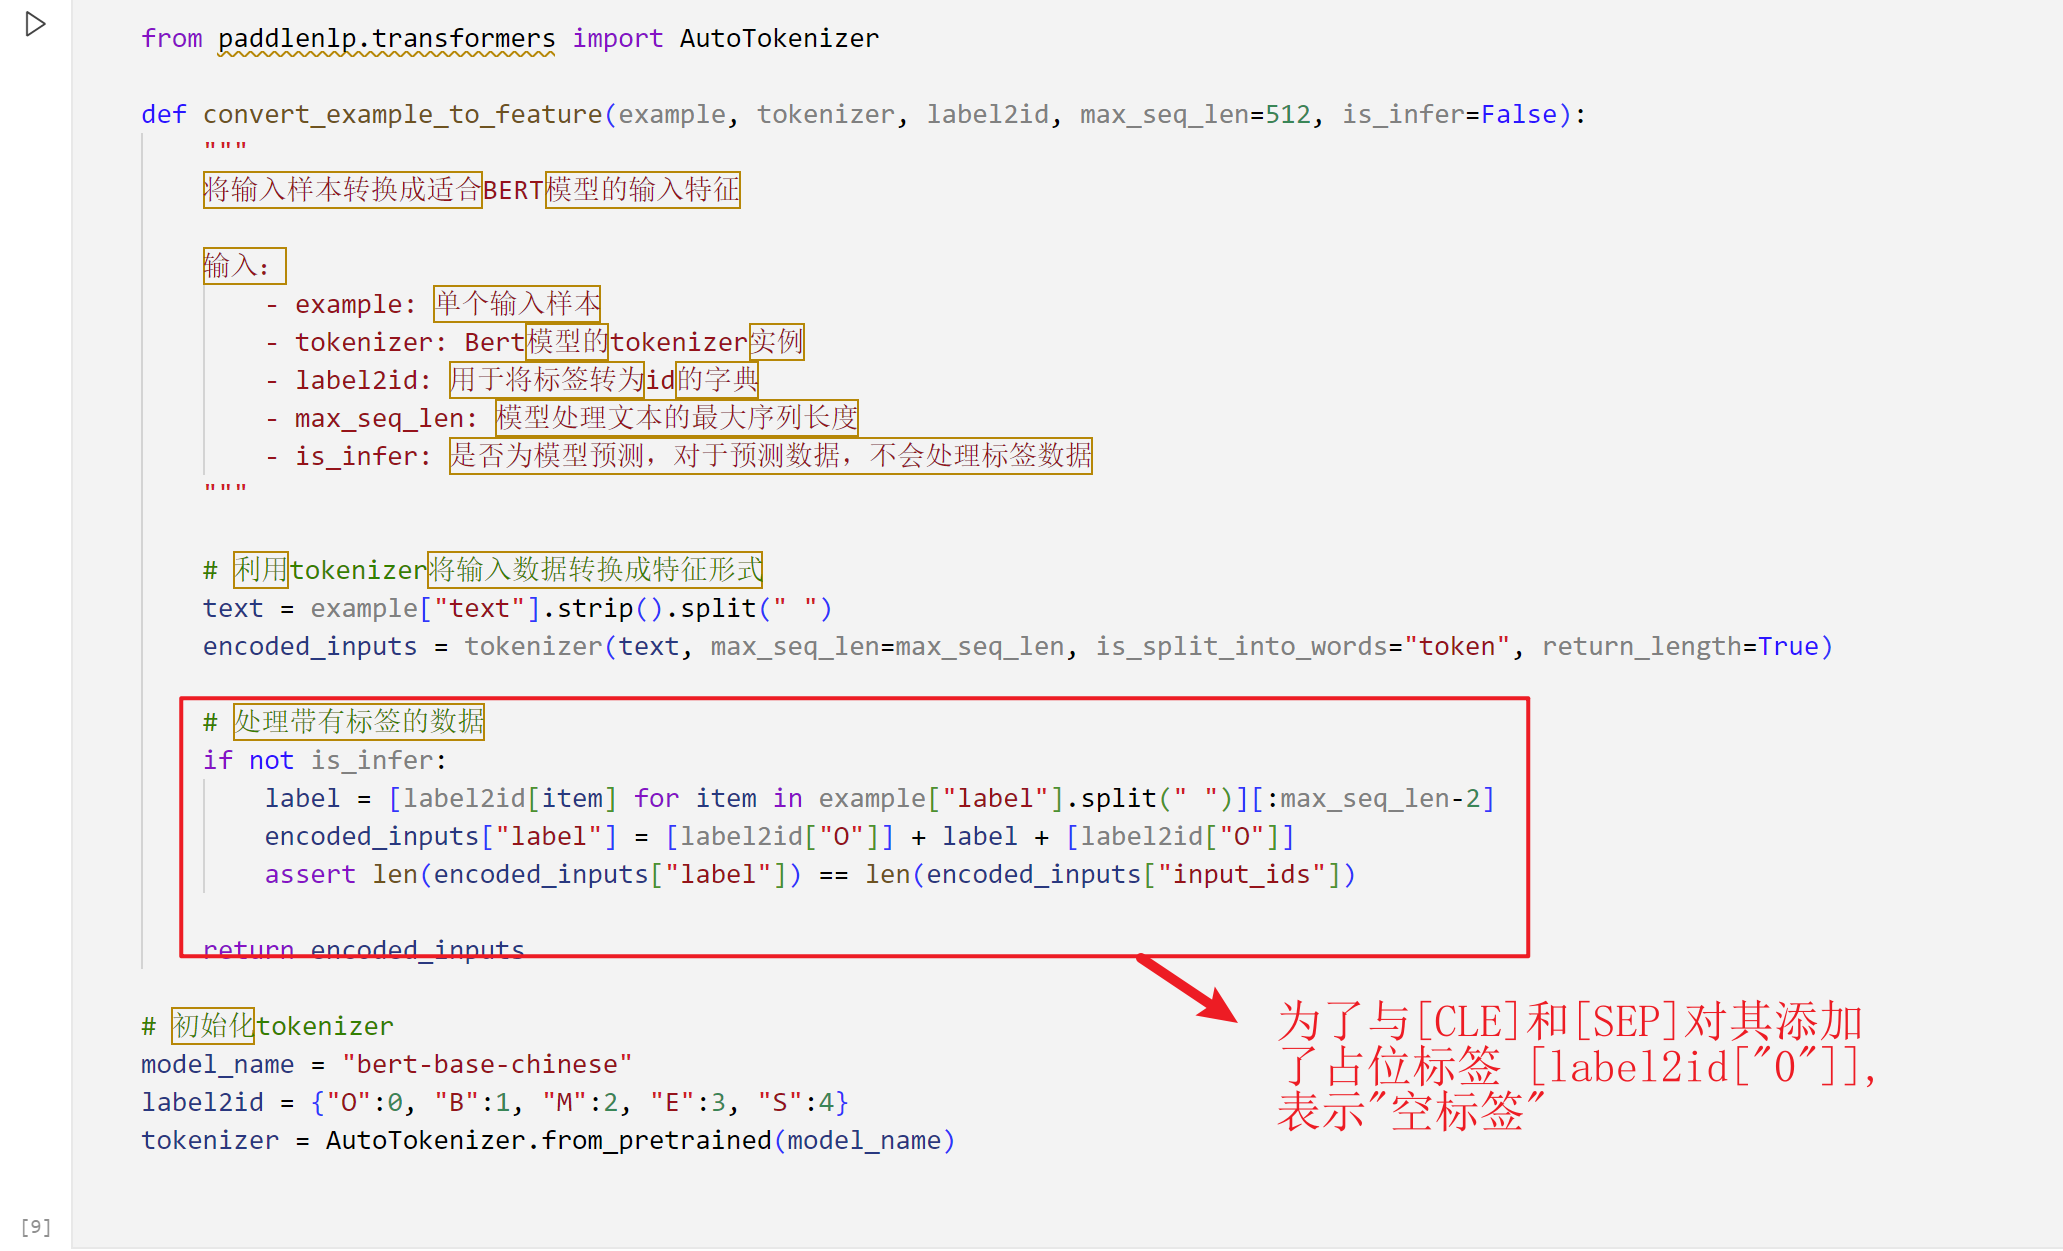 from paddlenlp.transformers import AutoTokenizer
def convert_example_to_feature(example, tokenizer, label2id, max_seq_len=512, is_infer=False):
"""
将输入样本转换成适合BERT模型的输入特征
输入：
- example: 单个输入样本
- tokenizer: Bert模型的tokenizer实例
- label2id: 用于将标签转为id的字典
- max_seq_len: 模型处理文本的最大序列长度
- is_infer: 是否为模型预测，对于预测数据，不会处理标签数据
"""
# 利用tokenizer将输入数据转换成特征形式
text = example["text"].strip().split(" ")
encoded_inputs = tokenizer(text, max_seq_len=max_seq_len, is_split_into_words="token", return_length=True)
# 处理带有标签的数据
if not is_infer:
label = [label2id[item] for item in example["label"].split(" ")][:max_seq_len-2]
encoded_inputs["label"] = [label2id["O"]] + label + [label2id["O"]]
assert len(encoded_inputs["label"]) == len(encoded_inputs["input_ids"])
return encoded_inputs
# 初始化tokenizer
model_name = "bert-base-chinese"
label2id = {"O":0, "B":1, "M":2, "E":3, "S":4}
tokenizer = AutoTokenizer.from_pretrained(model_name)
为了与[CLE]和[SEP]对其添加
了占位标签 [label2id["O"]],
表示"空标签"
[9]